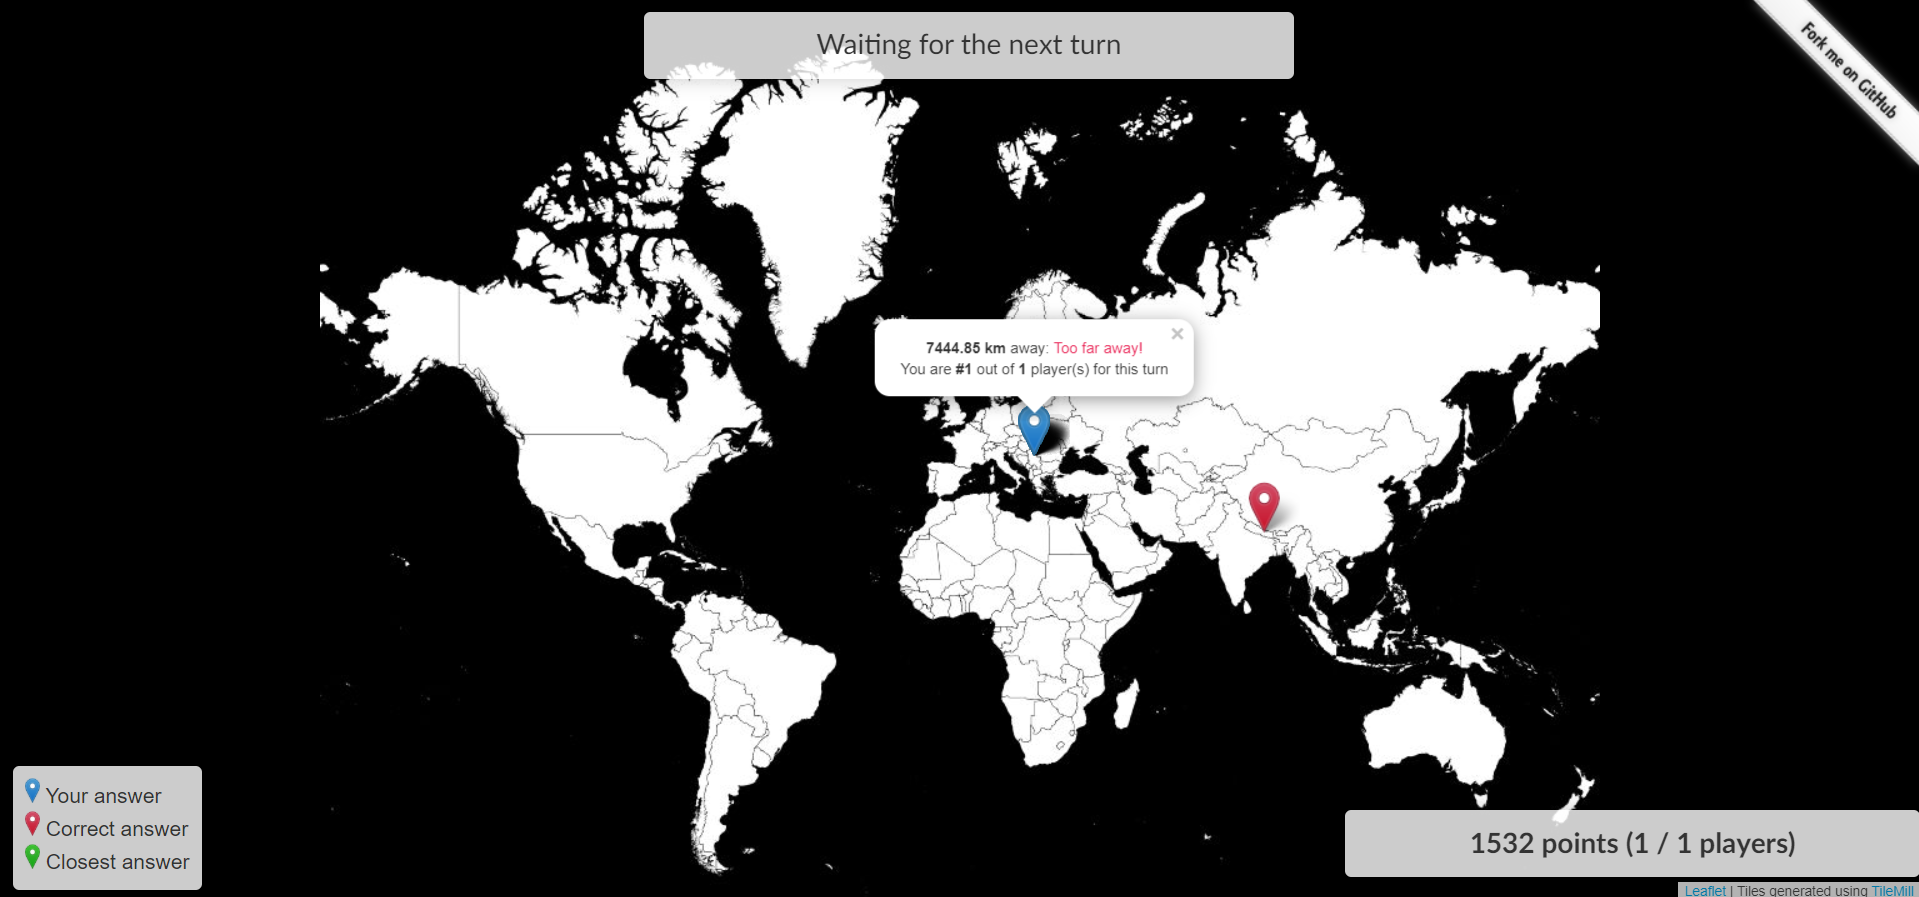 Waiting for the next turn
Fork me on GitHub
×
7444.85 km away: Too far away!
You are #1 out of 1 player(s) for this turn
Your answer
Correct answer
Closest answer
1532 points (1 / 1 players)
Leaflet | Tiles generated using TileMill